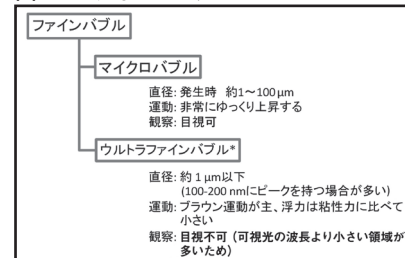 ファインバブル
マイクロバブル
直径: 発生時 約1～100μm
運動: 非常にゆっくり上昇する
観察: 目視可
ウルトラファインバブル*
直径: 約1μm以下
(100-200 nmにピークを持つ場合が多い)
運動: ブラウン運動が主、浮力は粘性力に比べて
小さい
観察: 目視不可 (可視光の波長より小さい領域が
多いため)